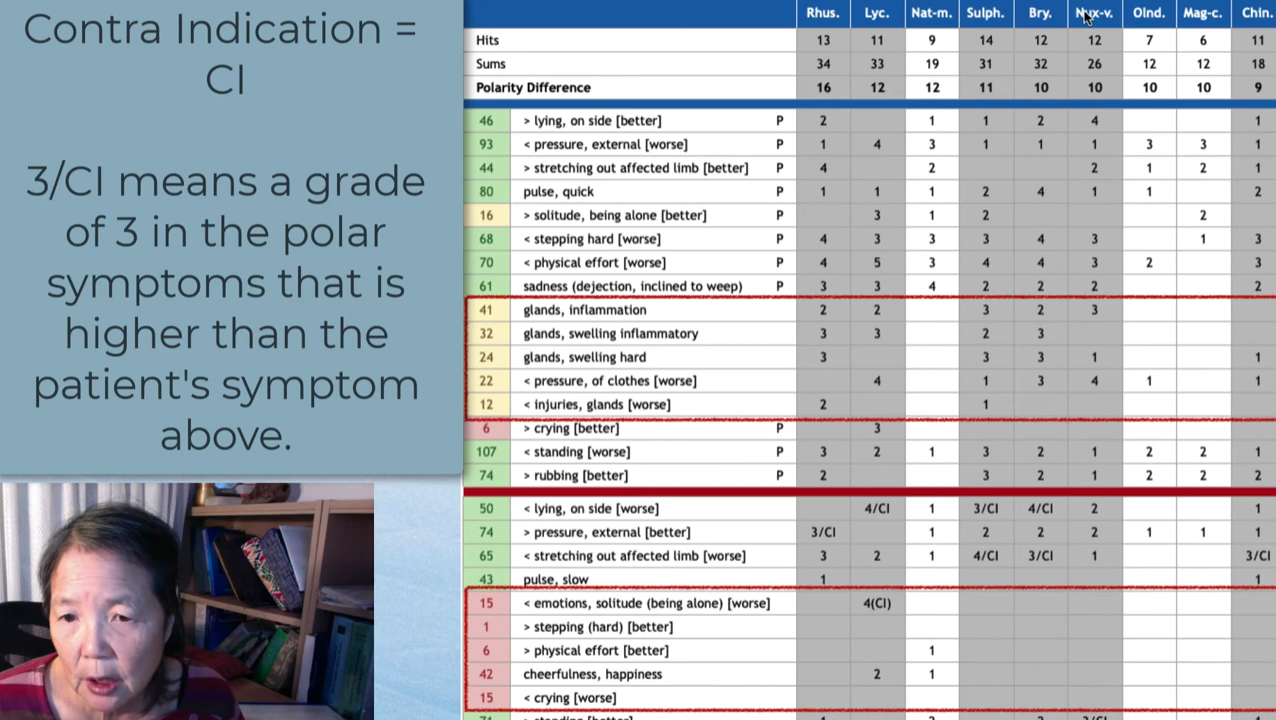 Contra Indication =
CI
3/CI means a grade
of 3 in the polar
symptoms that is
higher than the
patient's symptom
above.
Rhus. Lyc. Nat-m. Sulph. Bry. Nux-v. Olnd. Mag-c. Chin.
Hits 13 11 9 14 12 12 7 6 11
Sums 34 33 19 31 32 26 12 12 18
Polarity Difference 16 12 12 11 10 10 10 10 9
46 > lying, on side [better] P 2 1 1 2 4 1
93 < pressure, external [worse] P 1 4 3 1 1 1 3 3 1
44 > stretching out affected limb [better] P 4 2 2 1 2 1
80 pulse, quick P 1 1 1 2 4 1 1 2
16 > solitude, being alone [better] P 3 1 2 2
68 < stepping hard [worse] P 4 3 3 3 4 3 1 3
70 < physical effort [worse] P 4 5 3 4 4 3 2 3
61 sadness (dejection, inclined to weep) P 3 3 4 2 2 2 2
41 glands, inflammation 2 2 3 2 3
32 glands, swelling inflammatory 3 3 2 3
24 glands, swelling hard 3 3 3 1 1
22 < pressure, of clothes [worse] 4 1 3 4 1 1
12 < injuries, glands [worse] 2 1
6 > crying [better] P 3
107 < standing [worse] P 3 2 1 3 2 1 2 2 1
74 > rubbing [better] P 2 3 2 1 2 2 2
50 < lying, on side [worse] 4/CI 1 3/CI 4/CI 2 1
74 > pressure, external [better] 3/CI 1 2 2 2 1 1 1
65 < stretching out affected limb [worse] 3 2 1 4/CI 3/CI 1 3/CI
43 pulse, slow 1 1
15 < emotions, solitude (being alone) [worse] 4(CI)
1 > stepping (hard) [better]
6 > physical effort [better] 1
42 cheerfulness, happiness 2 1
15 < crying [worse]